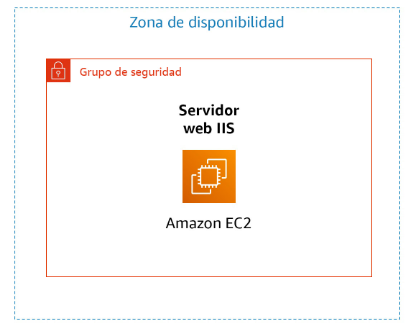 Zona de disponibilidad
Grupo de seguridad
Servidor
web IIS
Amazon EC2